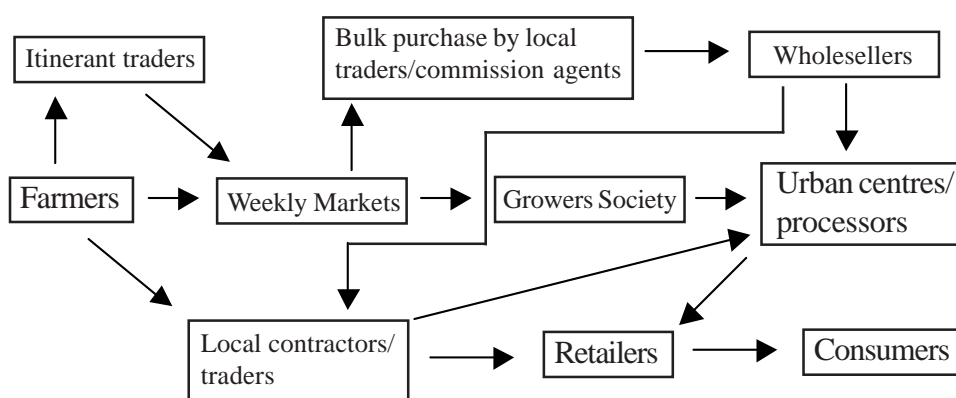 Itinerant traders
Bulk purchase by local
traders/commission agents
Wholesellers
Farmers
Weekly Markets
Growers Society
Urban centres/
processors
Local contractors/
traders
Retailers
Consumers